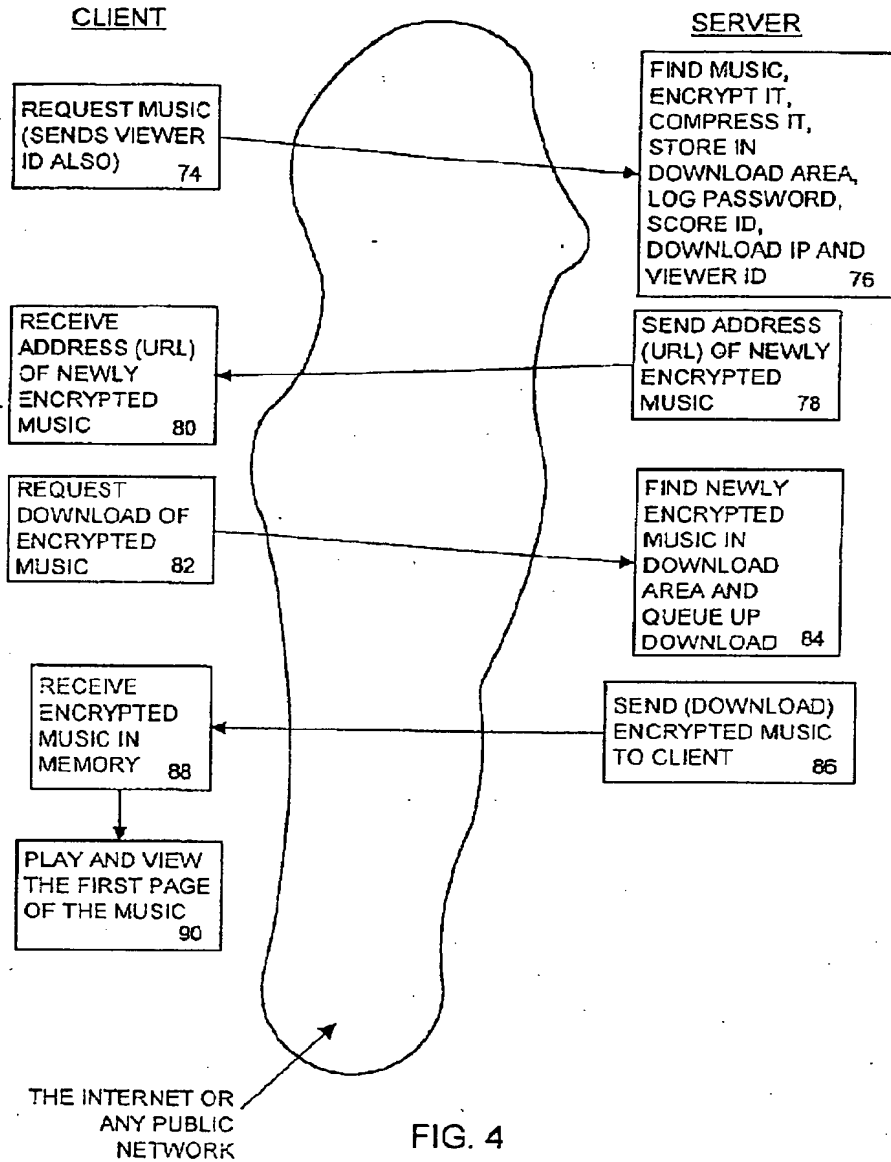 CLIENT
SERVER
REQUEST MUSIC
(SENDS VIEWER
ID ALSO)
74
FIND MUSIC,
ENCRYPT IT,
COMPRESS IT,
STORE IN
DOWNLOAD AREA,
LOG PASSWORD,
SCORE ID,
DOWNLOAD IP AND
VIEWER ID
76
SEND ADDRESS
(URL) OF NEWLY
ENCRYPTED
MUSIC
78
RECEIVE
ADDRESS (URL)
OF NEWLY
ENCRYPTED
MUSIC
80
REQUEST
DOWNLOAD OF
ENCRYPTED
MUSIC
82
FIND NEWLY
ENCRYPTED
MUSIC IN
DOWNLOAD
AREA AND
QUEUE UP
DOWNLOAD
84
SEND (DOWNLOAD)
ENCRYPTED MUSIC
TO CLIENT
86
RECEIVE
ENCRYPTED
MUSIC IN
MEMORY
88
PLAY AND VIEW
THE FIRST PAGE
OF THE MUSIC
90
THE INTERNET OR
ANY PUBLIC
NETWORK
FIG. 4